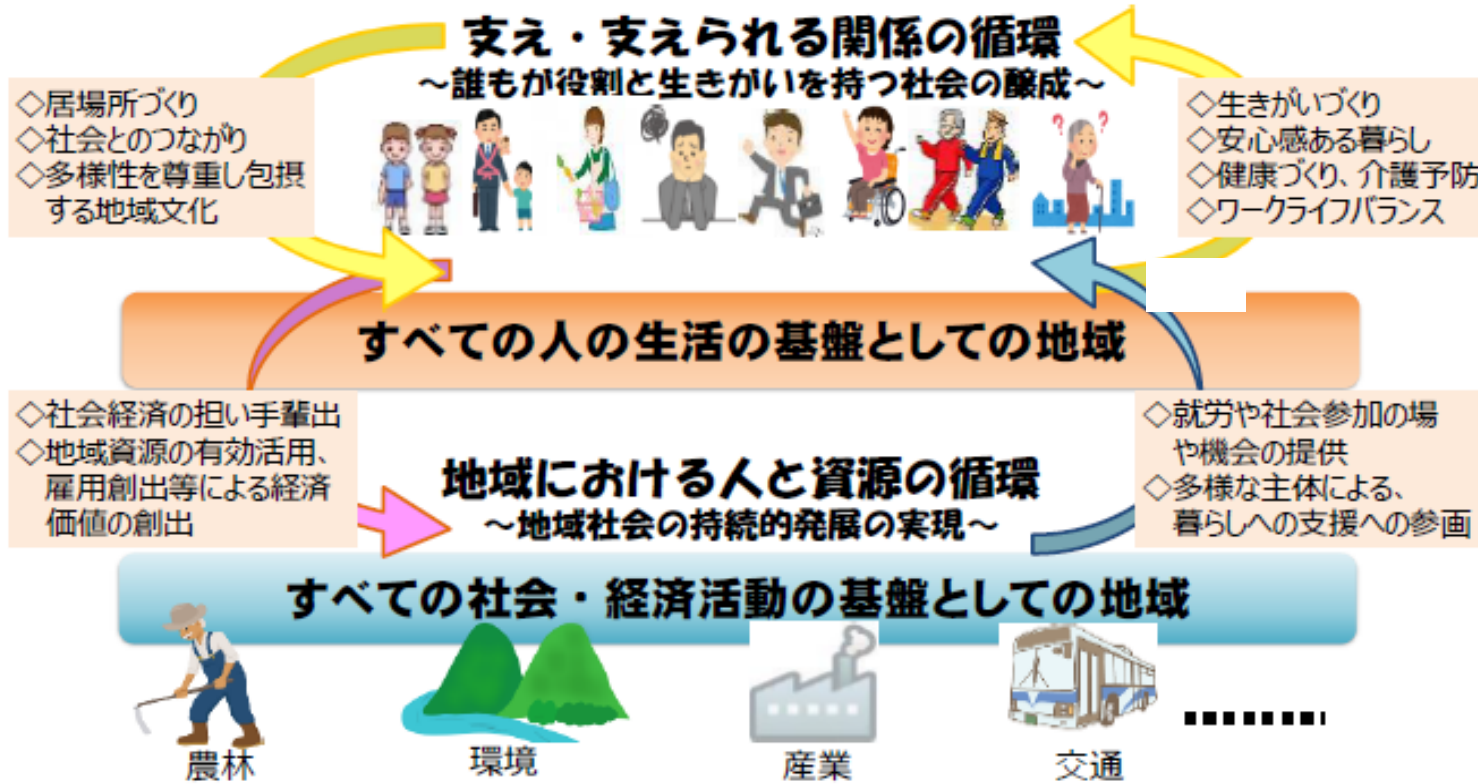 支え・支えられる関係の循環
～誰もが役割と生きがいを持つ社会の醸成～
◇居場所づくり
◇社会とのつながり
◇多様性を尊重し包摂
する地域文化
◇生きがいづくり
◇安心感ある暮らし
◇健康づくり、介護予防
◇ワークライフバランス
すべての人の生活の基盤としての地域
◇社会経済の担い手輩出
◇地域資源の有効活用、
雇用創出等による経済
価値の創出
地域における人と資源の循環
～地域社会の持続的発展の実現～
◇就労や社会参加の場
や機会の提供
◇多様な主体による、
暮らしへの支援への参画
すべての社会・経済活動の基盤としての地域
農林
環境
産業
交通